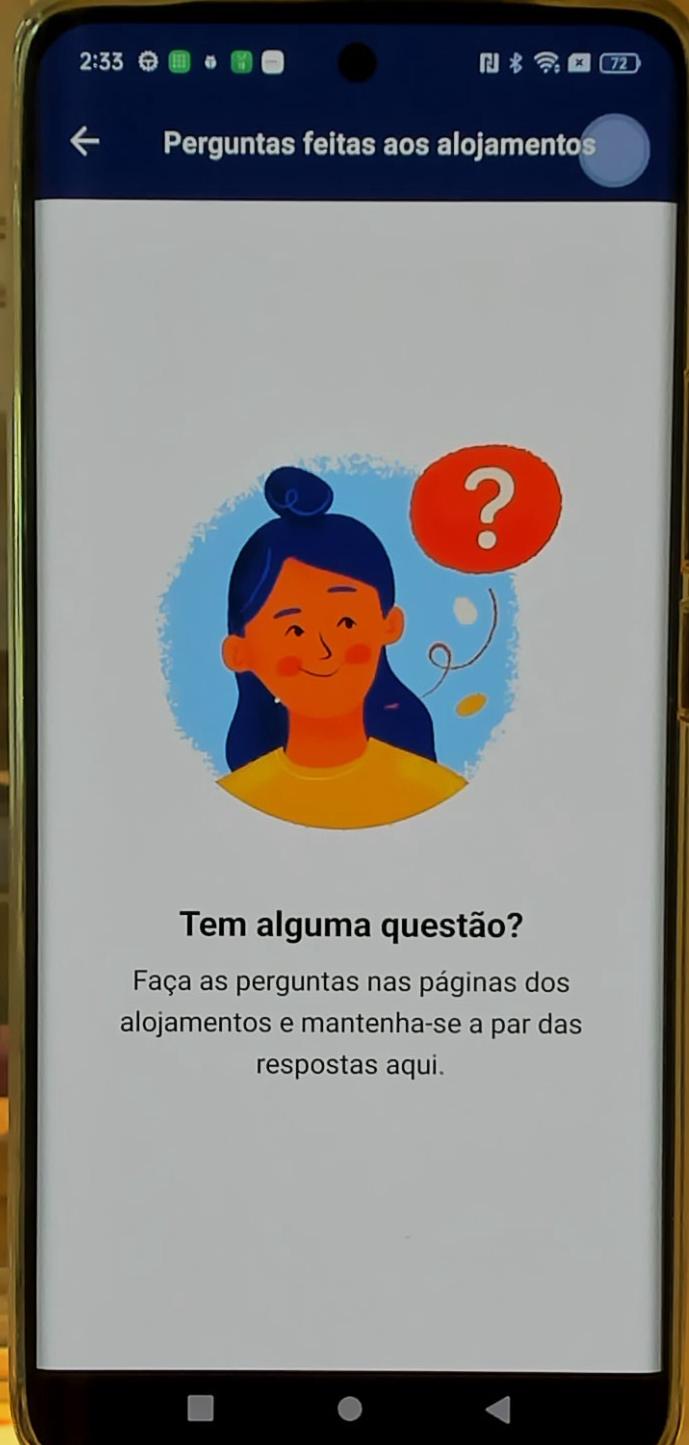 2:33 72
Perguntas feitas aos alojamentos
?
Tem alguma questão?
Faça as perguntas nas páginas dos
alojamentos e mantenha-se a par das
respostas aqui.